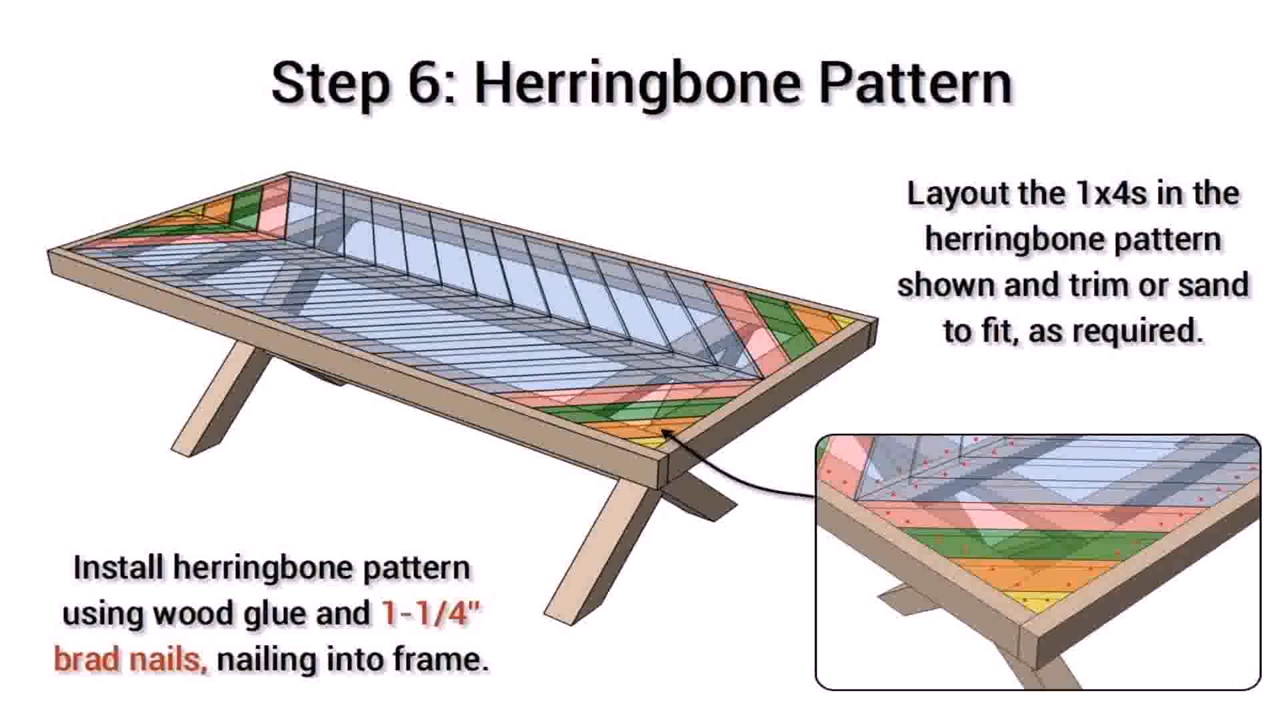 Step 6: Herringbone Pattern
Layout the 1x4s in the
herringbone pattern
shown and trim or sand
to fit, as required.
Install herringbone pattern
using wood glue and 1-1/4"
brad nails, nailing into frame.